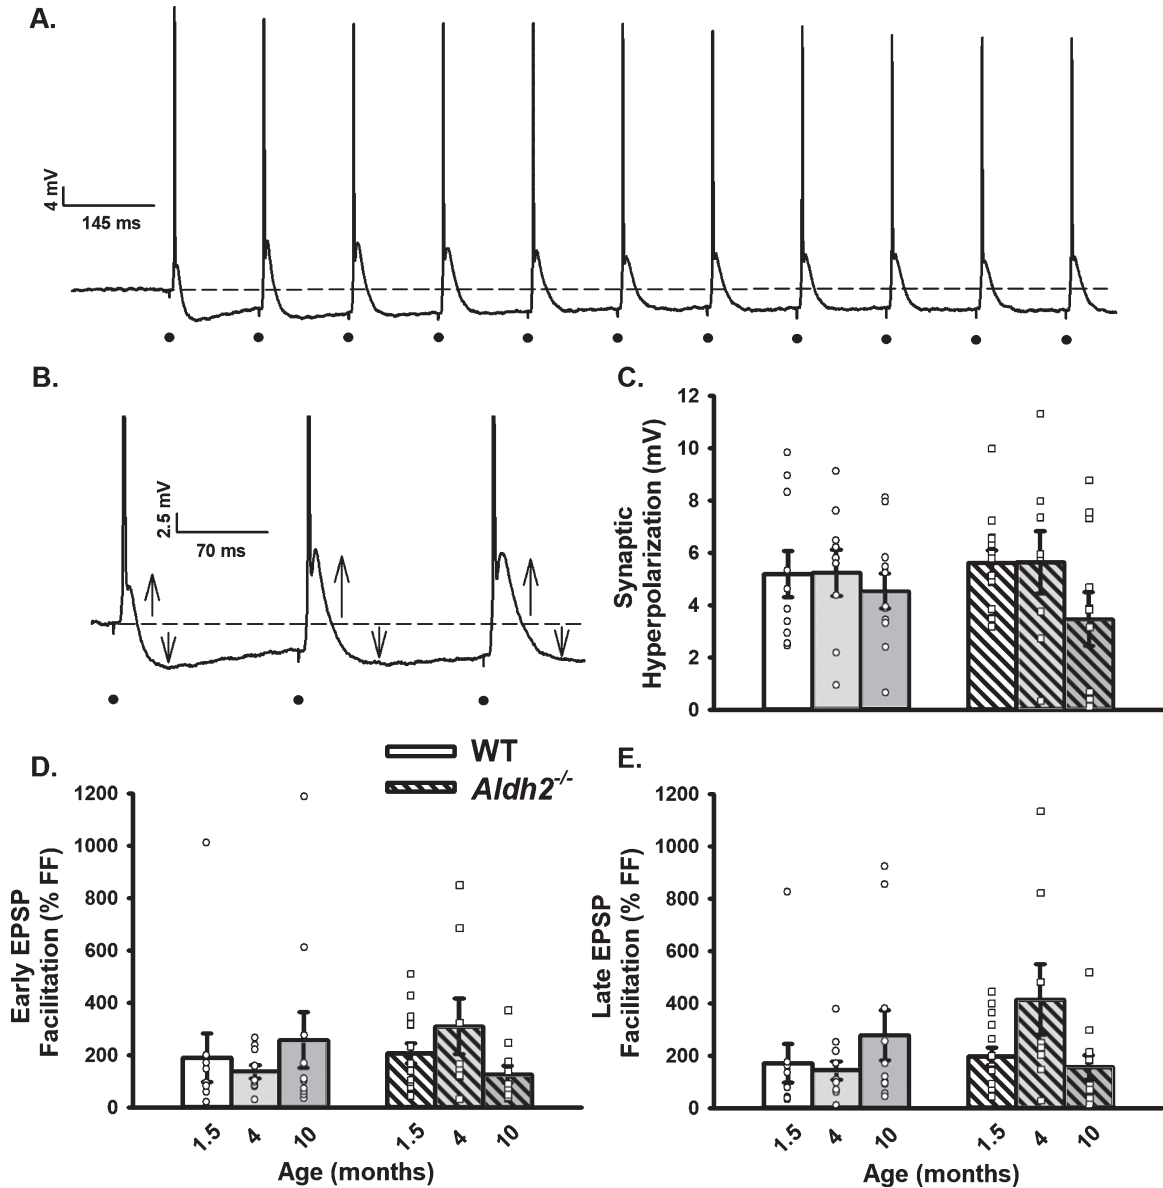 A.
4 mV
145 ms
B.
2.5 mV
70 ms
C.
Synaptic
Hyperpolarization (mV)
12
10
8
6
4
2
0
WT
Aldh2-/-
D.
Early EPSP
Facilitation (% FF)
1200
1000
800
600
400
200
0
1.5 4 10 1.5 4 10
Age (months)
E.
Late EPSP
Facilitation (% FF)
1200
1000
800
600
400
200
0
1.5 4 10 1.5 4 10
Age (months)